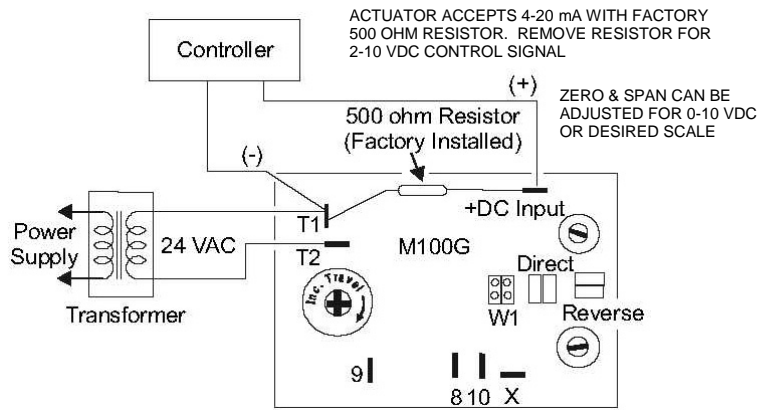 ACTUATOR ACCEPTS 4-20 mA WITH FACTORY
500 OHM RESISTOR. REMOVE RESISTOR FOR
2-10 VDC CONTROL SIGNAL
Controller
(+)
ZERO & SPAN CAN BE
ADJUSTED FOR 0-10 VDC
OR DESIRED SCALE
500 ohm Resistor
(Factory Installed)
(-)
+DC Input
T1
Power
Supply
24 VAC
T2
M100G
Direct
Inc. Travel
W1
Reverse
Transformer
9
8 10 X